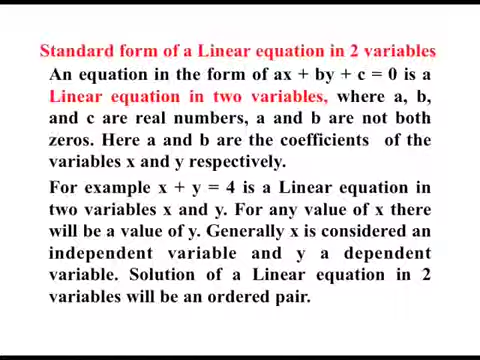 Standard form of a Linear equation in 2 variables
An equation in the form of ax + by + c = 0 is a
Linear equation in two variables, where a, b,
and c are real numbers, a and b are not both
zeros. Here a and b are the coefficients of the
variables x and y respectively.
For example x + y = 4 is a Linear Equation in
two variables x and y. For any value of x there
will be a value of y. Generally x is considered an
independent variable and y a dependent
variable. Solution of a Linear equation in 2
variables will be an ordered pair.